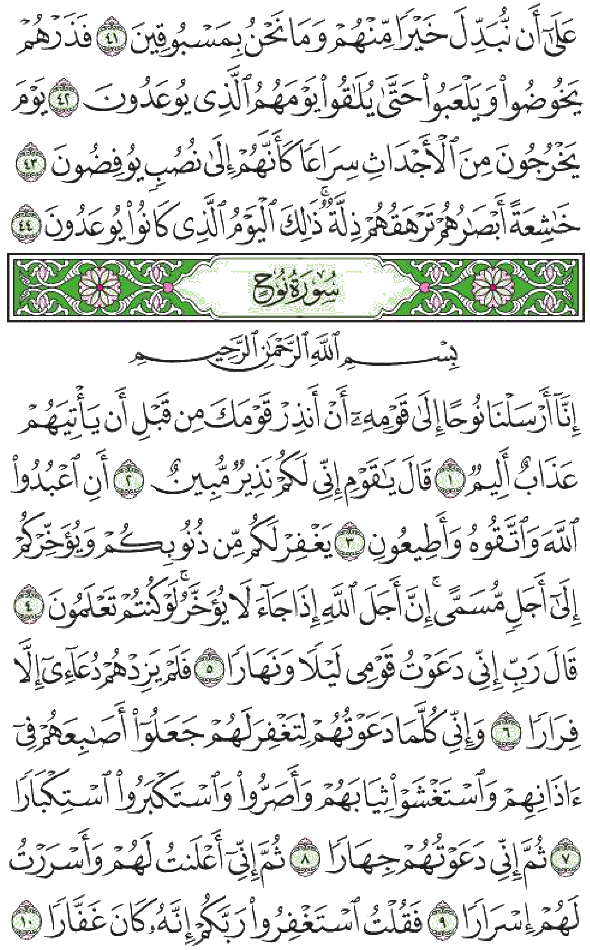 عَلَىٰٓ أَن نُّبَدِّلَ خَيْرٗا مِّنْهُمْ وَمَا نَحْنُ بِمَسْبُوقِينَ ٤١ فَذَرْهُمْ
يَخُوضُواْ وَيَلْعَبُواْ حَتَّىٰ يُلَٰقُواْ يَوْمَهُمُ ٱلَّذِي يُوعَدُونَ ٤٢ يَوْمَ
يَخْرُجُونَ مِنَ ٱلْأَجْدَاثِ سِرَاعٗا كَأَنَّهُمْ إِلَىٰ نُصُبٖ يُوفِضُونَ ٤٣
خَٰشِعَةً أَبْصَٰرُهُمْ تَرْهَقُهُمْ ذِلَّةٞۚ ذَٰلِكَ ٱلْيَوْمُ ٱلَّذِي كَانُواْ يُوعَدُونَ ٤٤
سُورَةُ نُوحٍ
بِسْمِ ٱللَّهِ ٱلرَّحْمَٰنِ ٱلرَّحِيمِ
إِنَّآ أَرْسَلْنَا نُوحًا إِلَىٰ قَوْمِهِۦٓ أَنْ أَنذِرْ قَوْمَكَ مِن قَبْلِ أَن يَأْتِيَهُمْ
عَذَابٌ أَلِيمٞ ١ قَالَ يَٰقَوْمِ إِنِّي لَكُمْ نَذِيرٞ مُّبِينٌ ٢ أَنِ ٱعْبُدُواْ
ٱللَّهَ وَٱتَّقُوهُ وَأَطِيعُونِ ٣ يَغْفِرْ لَكُم مِّن ذُنُوبِكُمْ وَيُؤَخِّرْكُمْ
إِلَىٰٓ أَجَلٖ مُّسَمًّىۚ إِنَّ أَجَلَ ٱللَّهِ إِذَا جَآءَ لَا يُؤَخَّرُۚ لَوْ كُنتُمْ تَعْلَمُونَ ٤
قَالَ رَبِّ إِنِّي دَعَوْتُ قَوْمِي لَيْلٗا وَنَهَارٗا ٥ فَلَمْ يَزِدْهُمْ دُعَآءِيٓ إِلَّا
فِرَارٗا ٦ وَإِنِّي كُلَّمَا دَعَوْتُهُمْ لِتَغْفِرَ لَهُمْ جَعَلُوٓاْ أَصَٰبِعَهُمْ فِيٓ
ءَاذَانِهِمْ وَٱسْتَغْشَوْاْ ثِيَابَهُمْ وَأَصَرُّواْ وَٱسْتَكْبَرُواْ ٱسْتِكْبَارٗا
٧ ثُمَّ إِنِّي دَعَوْتُهُمْ جِهَارٗا ٨ ثُمَّ إِنِّيٓ أَعْلَنتُ لَهُمْ وَأَسْرَرْتُ
لَهُمْ إِسْرَارٗا ٩ فَقُلْتُ ٱسْتَغْفِرُواْ رَبَّكُمْ إِنَّهُۥ كَانَ غَفَّارٗا ١٠